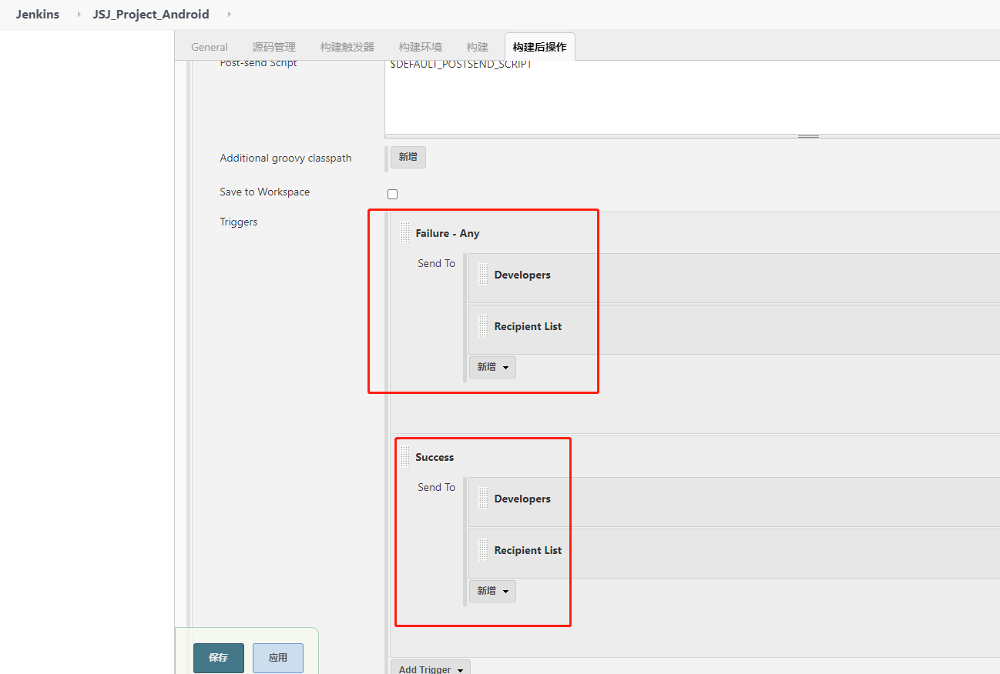 Jenkins JSJ_Project_Android
General 源码管理 构建触发器 构建环境 构建 构建后操作
Post-send Script $DEFAULT_POSTSEND_SCRIPT
Additional groovy classpath 新增
Save to Workspace
Triggers
Failure - Any
Send To
Developers
Recipient List
新增
Success
Send To
Developers
Recipient List
新增
保存 应用
Add Trigger